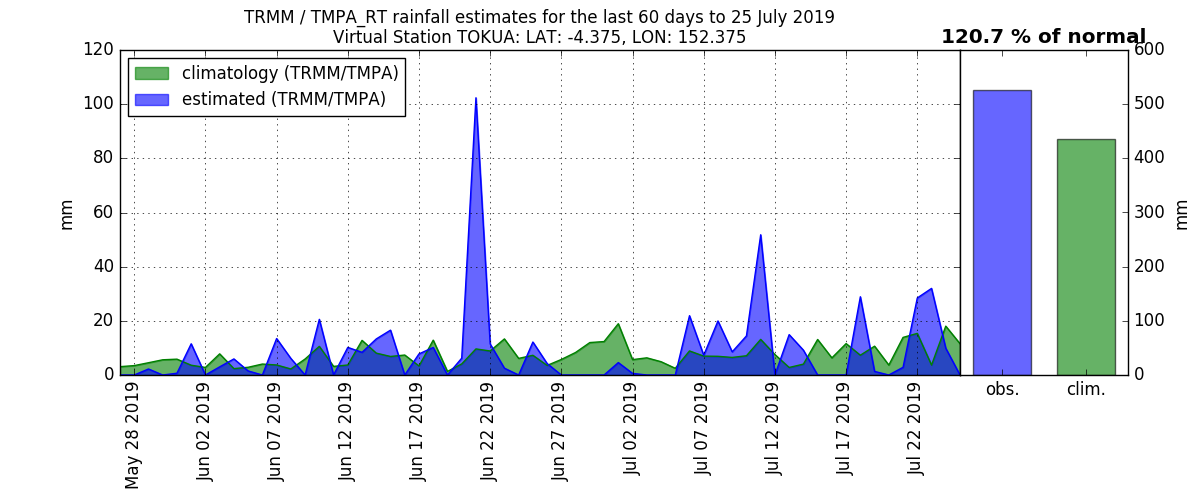 TRMM / TMPA_RT rainfall estimates for the last 60 days to 25 July 2019
Virtual Station TOKUA: LAT: -4.375, LON: 152.375
120.7 % of normal
climatology (TRMM/TMPA)
estimated (TRMM/TMPA)
mm
120
100
80
60
40
20
0
May 28 2019
Jun 02 2019
Jun 07 2019
Jun 12 2019
Jun 17 2019
Jun 22 2019
Jun 27 2019
Jul 02 2019
Jul 07 2019
Jul 12 2019
Jul 17 2019
Jul 22 2019
obs.
clim.
600
500
400
300
200
100
0
mm